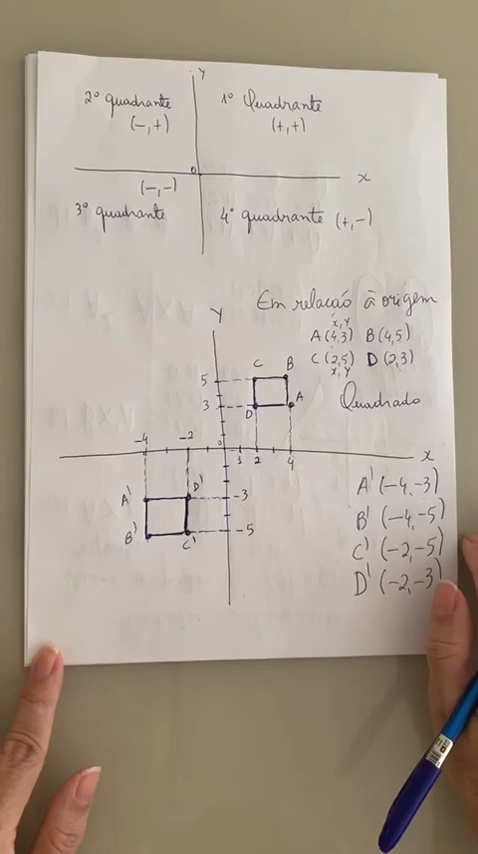 Y
2º quadrante 1º Quadrante
(-,+) (+,+)
0 x
(-,-)
3º quadrante 4º quadrante (+,-)
Y Em relação à origem
x,y
A(4,3) B(4,5)
C(2,5) D(2,3)
x,y
C B
5
3 D A Quadrado
-4 -2 0 1 2 4 x
A' D' -3
B' C' -5
A'(-4,-3)
B'(-4,-5)
C'(-2,-5)
D'(-2,-3)